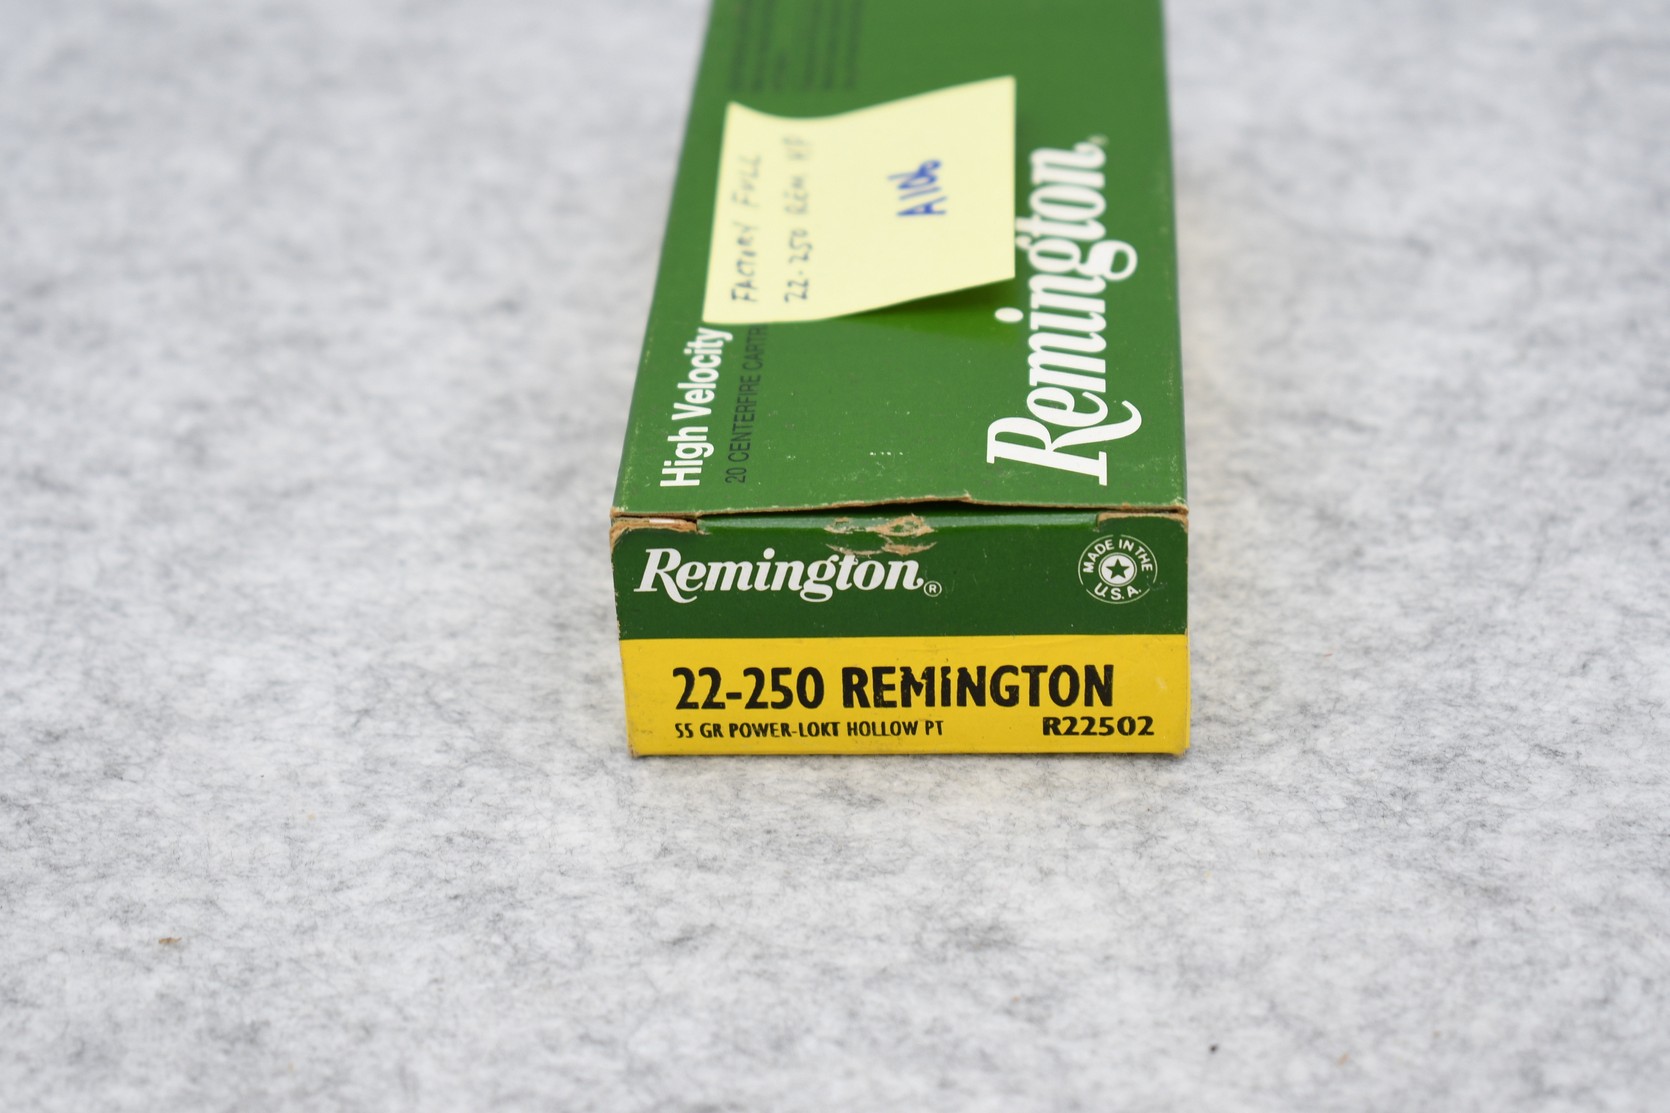 FACTORY FULL
22-250 REM HP
A106
High Velocity
20 CENTERFIRE
Remington
Remington®
MADE IN THE
U.S.A.
22-250 REMINGTON
55 GR POWER-LOKT HOLLOW PT
R22502